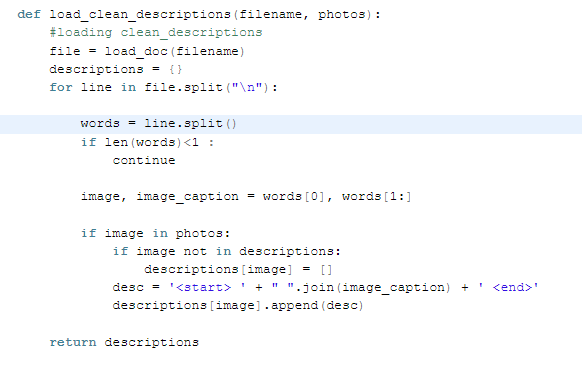 def load_clean_descriptions(filename, photos):
    #loading clean_descriptions
    file = load_doc(filename)
    descriptions = {}
    for line in file.split("\n"):

        words = line.split()
        if len(words)<1 :
            continue

        image, image_caption = words[0], words[1:]

        if image in photos:
            if image not in descriptions:
                descriptions[image] = []
            desc = '<start> ' + " ".join(image_caption) + ' <end>'
            descriptions[image].append(desc)

    return descriptions